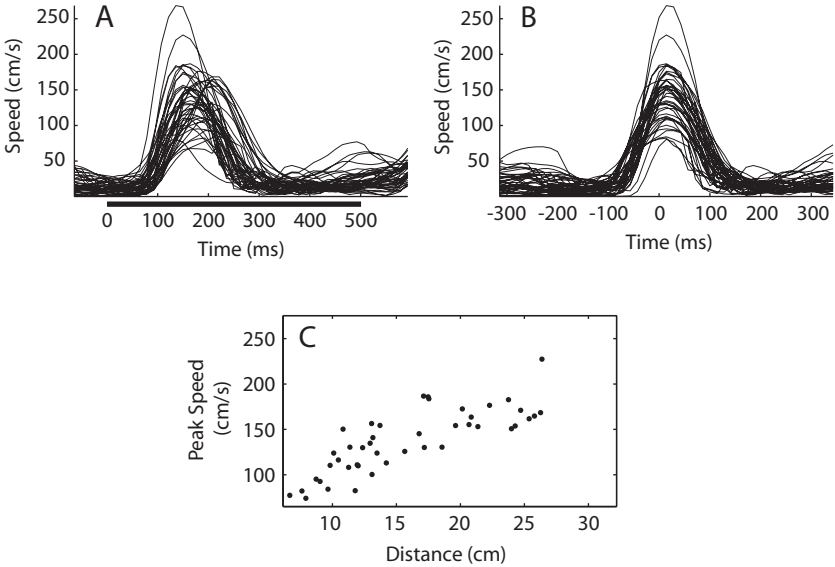 A
250
200
150
100
50
Speed (cm/s)
0 100 200 300 400 500
Time (ms)
B
250
200
150
100
50
Speed (cm/s)
-300 -200 -100 0 100 200 300
Time (ms)
C
250
200
150
100
Peak Speed
(cm/s)
10 15 20 25 30
Distance (cm)